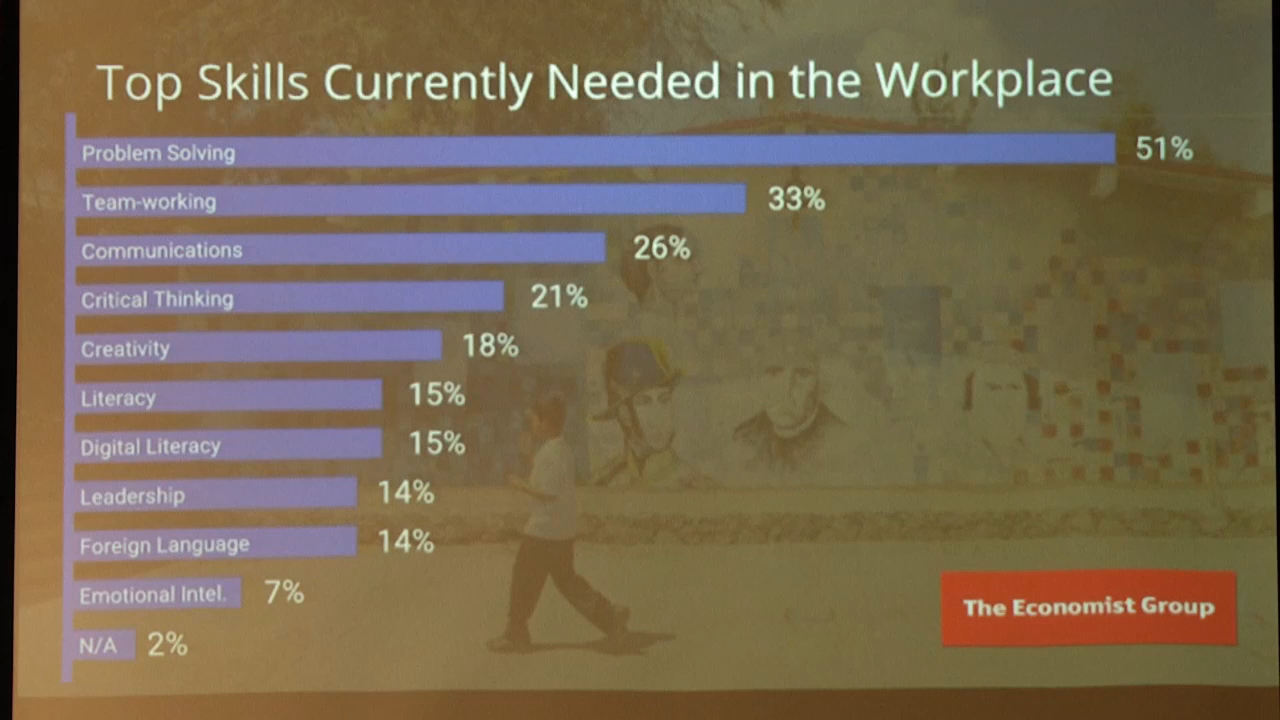 Top Skills Currently Needed in the Workplace
Problem Solving 51%
Team-working 33%
Communications 26%
Critical Thinking 21%
Creativity 18%
Literacy 15%
Digital Literacy 15%
Leadership 14%
Foreign Language 14%
Emotional Intel. 7%
N/A 2%
The Economist Group